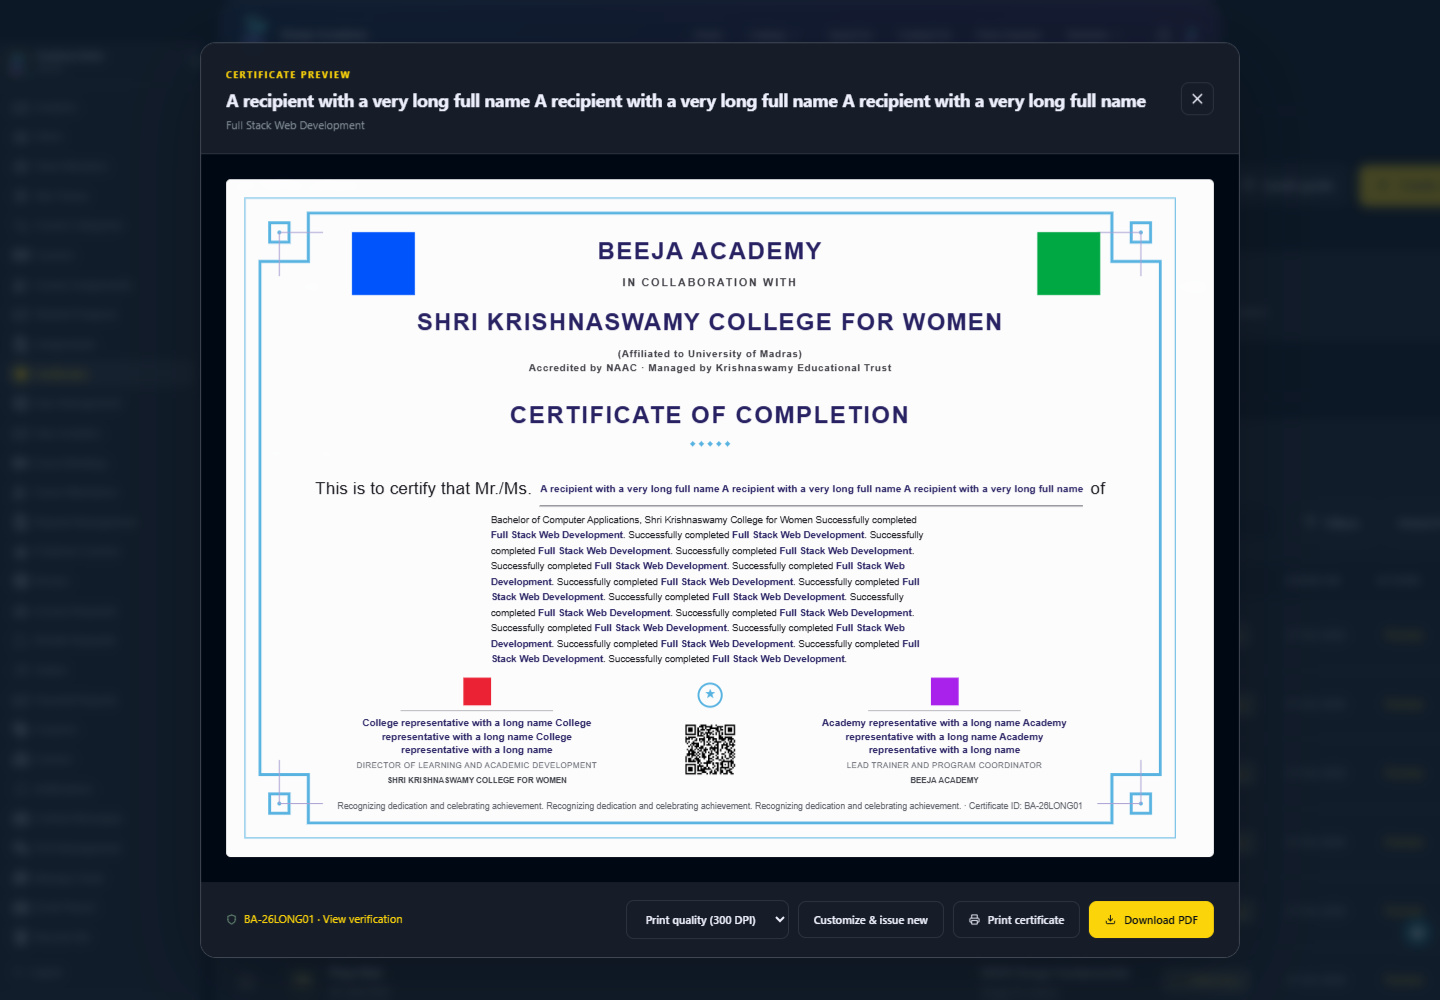 CERTIFICATE PREVIEW
A recipient with a very long full name A recipient with a very long full name A recipient with a very long full name
Full Stack Web Development
BEEJA ACADEMY
IN COLLABORATION WITH
SHRI KRISHNASWAMY COLLEGE FOR WOMEN
(Affiliated to University of Madras)
Accredited by NAAC · Managed by Krishnaswamy Educational Trust
CERTIFICATE OF COMPLETION
This is to certify that Mr./Ms. A recipient with a very long full name A recipient with a very long full name A recipient with a very long full name of
Bachelor of Computer Applications, Shri Krishnaswamy College for Women Successfully completed
Full Stack Web Development. Successfully completed Full Stack Web Development. Successfully
completed Full Stack Web Development. Successfully completed Full Stack Web Development.
Successfully completed Full Stack Web Development. Successfully completed Full Stack Web
Development. Successfully completed Full Stack Web Development. Successfully completed Full
Stack Web Development. Successfully completed Full Stack Web Development. Successfully
completed Full Stack Web Development. Successfully completed Full Stack Web Development.
Successfully completed Full Stack Web Development. Successfully completed Full Stack Web
Development. Successfully completed Full Stack Web Development. Successfully completed Full
Stack Web Development. Successfully completed Full Stack Web Development.
College representative with a long name College
representative with a long name College
representative with a long name
DIRECTOR OF LEARNING AND ACADEMIC DEVELOPMENT
SHRI KRISHNASWAMY COLLEGE FOR WOMEN
Academy representative with a long name Academy
representative with a long name Academy
representative with a long name
LEAD TRAINER AND PROGRAM COORDINATOR
BEEJA ACADEMY
Recognizing dedication and celebrating achievement. Recognizing dedication and celebrating achievement. Recognizing dedication and celebrating achievement. · Certificate ID: BA-26LONG01
BA-26LONG01 · View verification
Print quality (300 DPI)
Customize & issue new
Print certificate
Download PDF